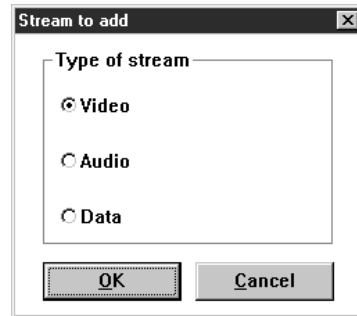 Stream to add
Type of stream
Video
Audio
Data
OK
Cancel